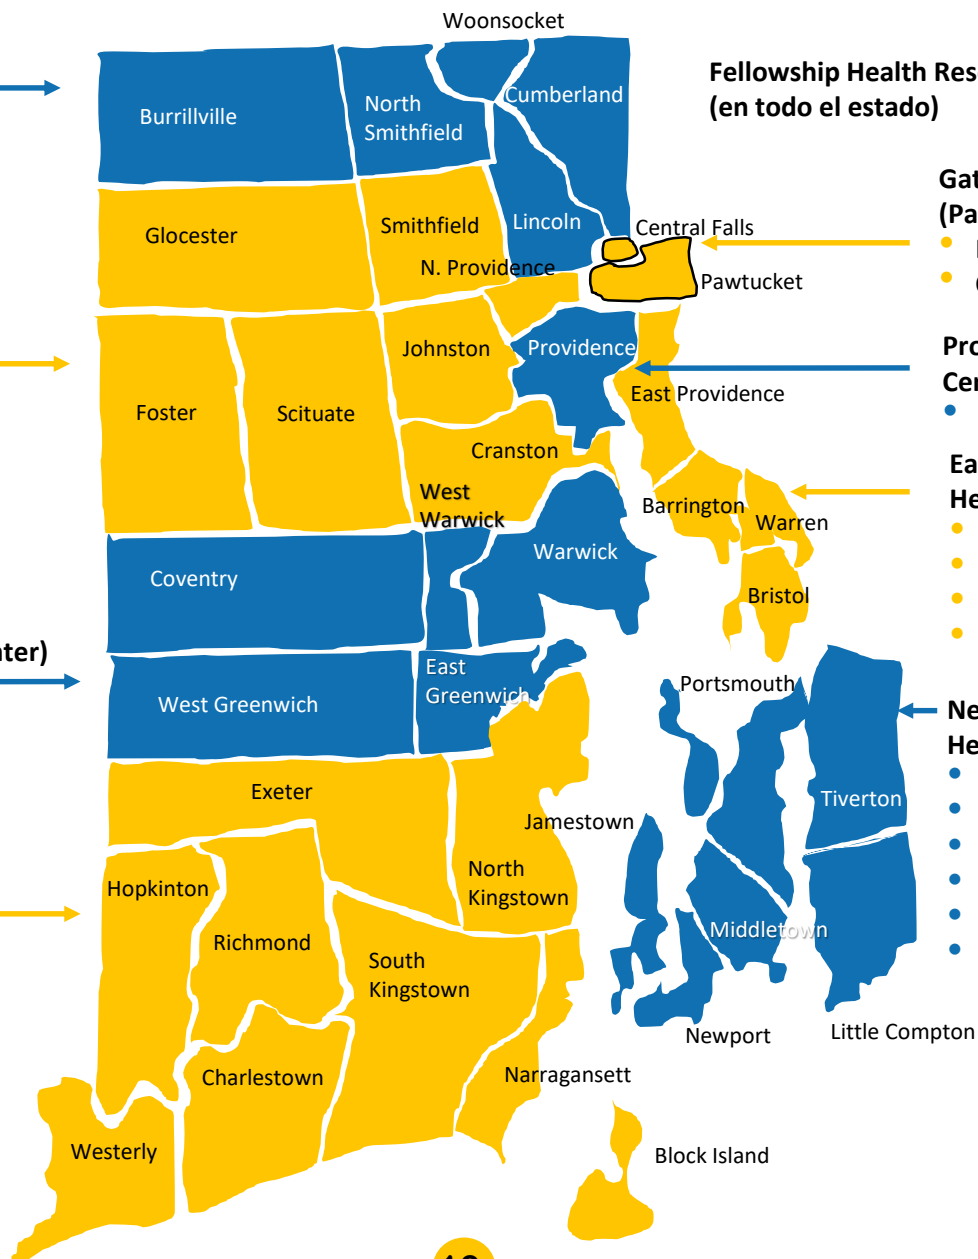 Woonsocket
Fellowship Health Res
(en todo el estado)
Burrillville
North
Smithfield
Cumberland
Gat
(Pa
Glocester
Smithfield
Lincoln
Central Falls
N. Providence
Pawtucket
Johnston
Providence
Pro
Cer
East Providence
Foster
Scituate
Cranston
Ea
He
West
Warwick
Barrington
Warren
Coventry
Warwick
Bristol
nter)
East
Greenwich
West Greenwich
Portsmouth
Ne
He
Exeter
Tiverton
Jamestown
Hopkinton
North
Kingstown
Richmond
South
Kingstown
Middletown
Newport
Little Compton
Charlestown
Narragansett
Westerly
Block Island